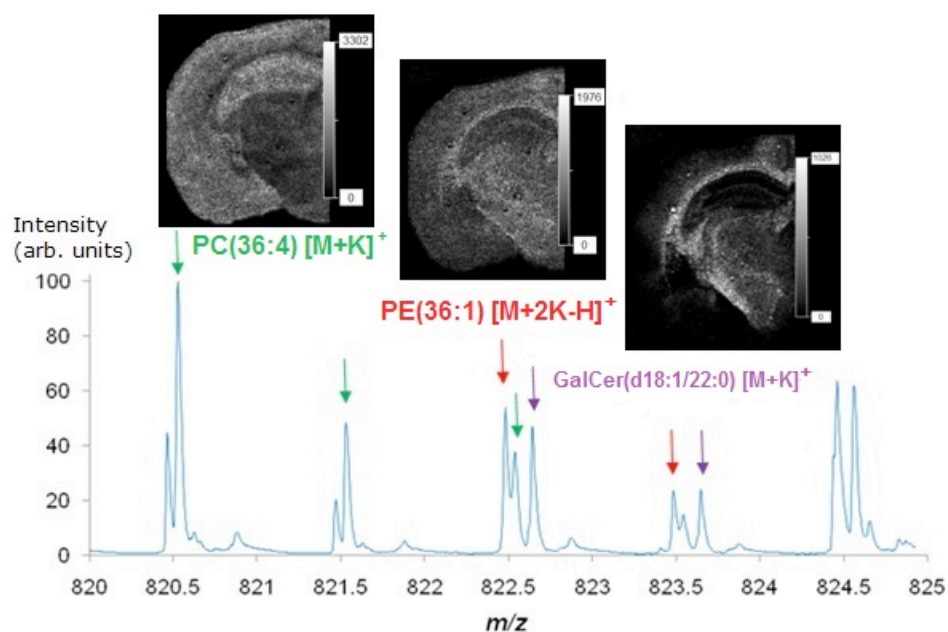 3302
0
1976
0
1026
0
Intensity
(arb. units)
PC(36:4) [M+K]⁺
PE(36:1) [M+2K-H]⁺
GalCer(d18:1/22:0) [M+K]⁺
100
80
60
40
20
0
820 820.5 821 821.5 822 822.5 823 823.5 824 824.5 825
m/z